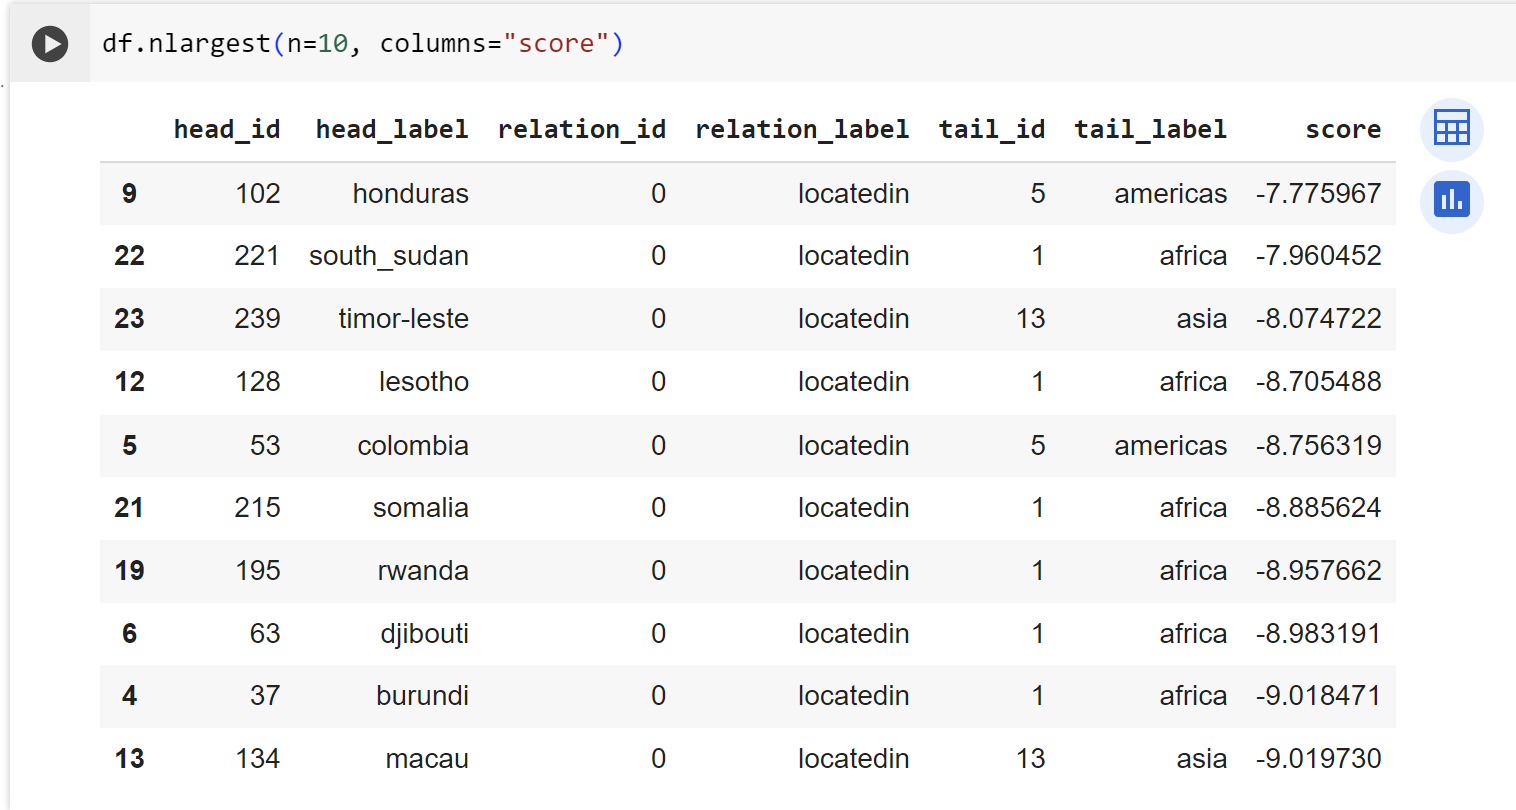 df.nlargest(n=10, columns="score")
head_id head_label relation_id relation_label tail_id tail_label score
9 102 honduras 0 locatedin 5 americas -7.775967
22 221 south_sudan 0 locatedin 1 africa -7.960452
23 239 timor-leste 0 locatedin 13 asia -8.074722
12 128 lesotho 0 locatedin 1 africa -8.705488
5 53 colombia 0 locatedin 5 americas -8.756319
21 215 somalia 0 locatedin 1 africa -8.885624
19 195 rwanda 0 locatedin 1 africa -8.957662
6 63 djibouti 0 locatedin 1 africa -8.983191
4 37 burundi 0 locatedin 1 africa -9.018471
13 134 macau 0 locatedin 13 asia -9.019730